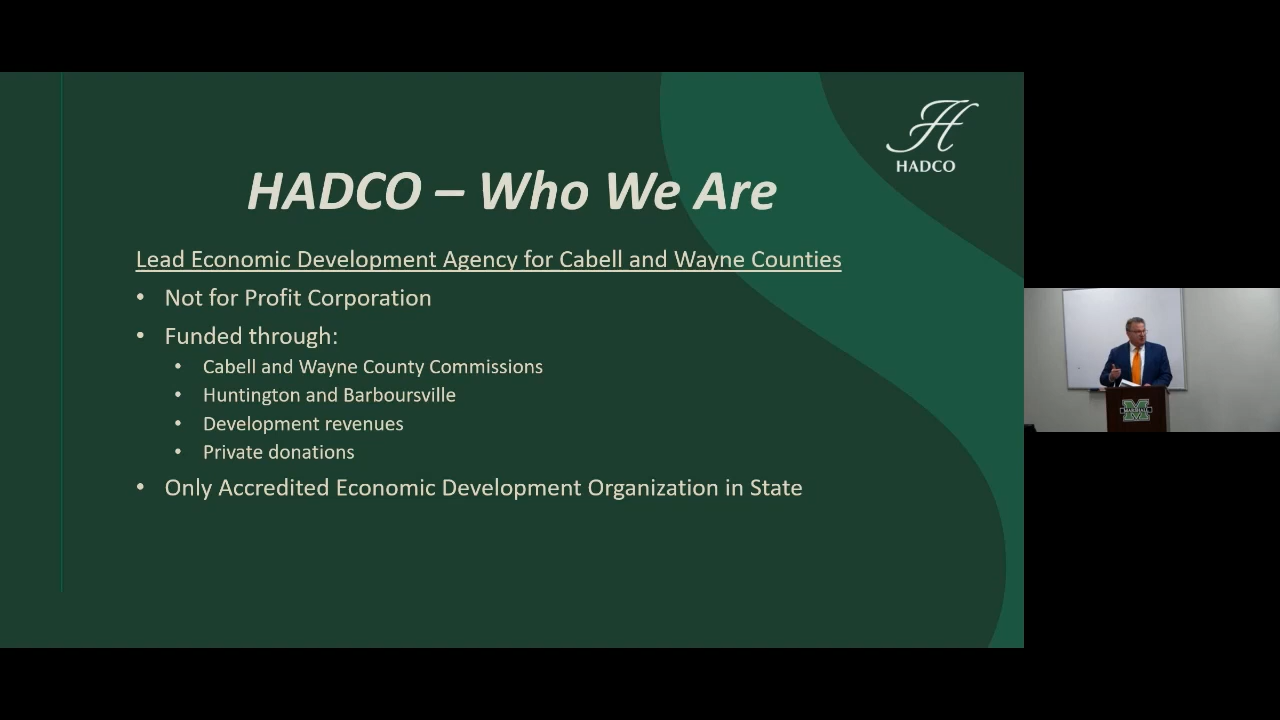 H
HADCO
HADCO – Who We Are
Lead Economic Development Agency for Cabell and Wayne Counties
• Not for Profit Corporation
• Funded through:
• Cabell and Wayne County Commissions
• Huntington and Barboursville
• Development revenues
• Private donations
• Only Accredited Economic Development Organization in State
M
MARSHALL